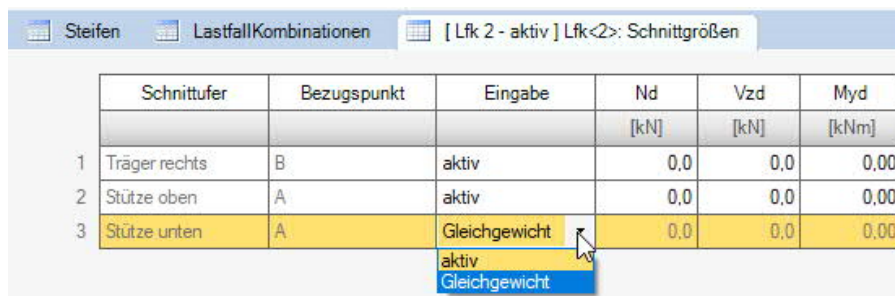 Steifen LastfallKombinationen [ Lfk 2 - aktiv ] Lfk<2>: Schnittgrößen
Schnittufer Bezugspunkt Eingabe Nd Vzd Myd
[kN] [kN] [kNm]
1 Träger rechts B aktiv 0,0 0,0 0,00
2 Stütze oben A aktiv 0,0 0,0 0,00
3 Stütze unten A Gleichgewicht 0,0 0,0 0,00
aktiv
Gleichgewicht